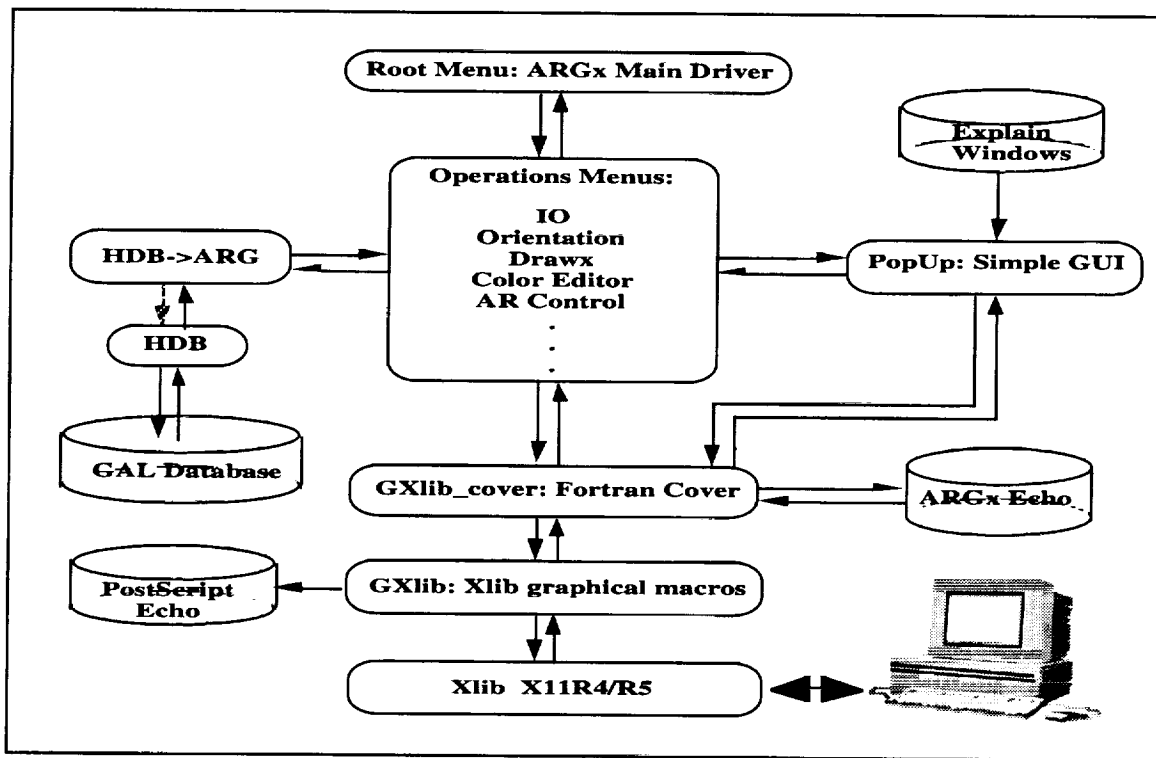 Root Menu: ARGx Main Driver
Explain
Windows
Operations Menus:
IO
Orientation
Drawx
Color Editor
AR Control
.
.
.
HDB->ARG
PopUp: Simple GUI
HDB
GAL Database
GXlib_cover: Fortran Cover
ARGx Echo
PostScript
Echo
GXlib: Xlib graphical macros
Xlib X11R4/R5